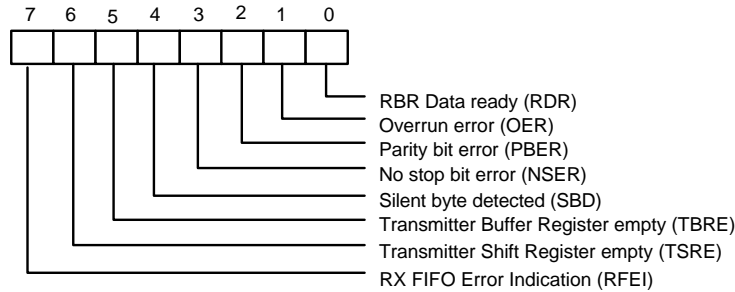 7 6 5 4 3 2 1 0
RBR Data ready (RDR)
Overrun error (OER)
Parity bit error (PBER)
No stop bit error (NSER)
Silent byte detected (SBD)
Transmitter Buffer Register empty (TBRE)
Transmitter Shift Register empty (TSRE)
RX FIFO Error Indication (RFEI)